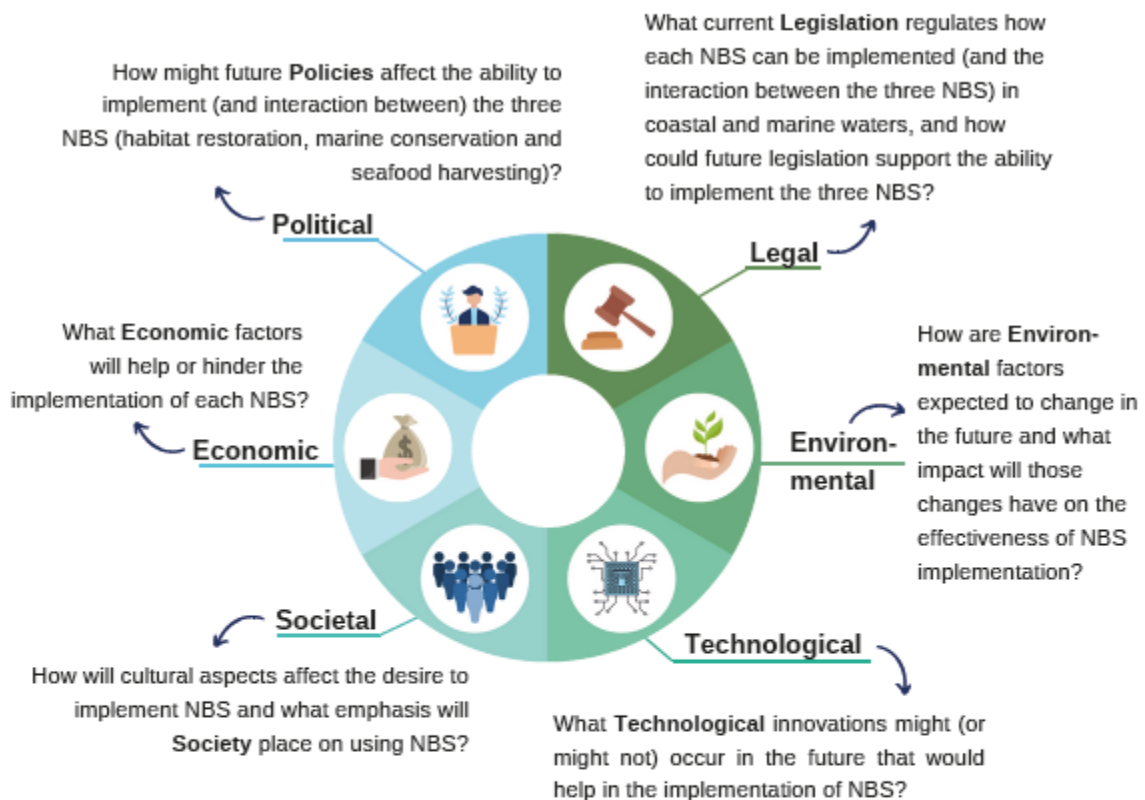 How might future Policies affect the ability to
implement (and interaction between) the three
NBS (habitat restoration, marine conservation and
seafood harvesting)?
Political
What current Legislation regulates how
each NBS can be implemented (and the
interaction between the three NBS) in
coastal and marine waters, and how
could future legislation support the ability
to implement the three NBS?
Legal
What Economic factors
will help or hinder the
implementation of each NBS?
Economic
How are Environ-
mental factors
expected to change in
the future and what
impact will those
changes have on the
effectiveness of NBS
implementation?
Environ-
mental
Societal
How will cultural aspects affect the desire to
implement NBS and what emphasis will
Society place on using NBS?
Technological
What Technological innovations might (or
might not) occur in the future that would
help in the implementation of NBS?
$